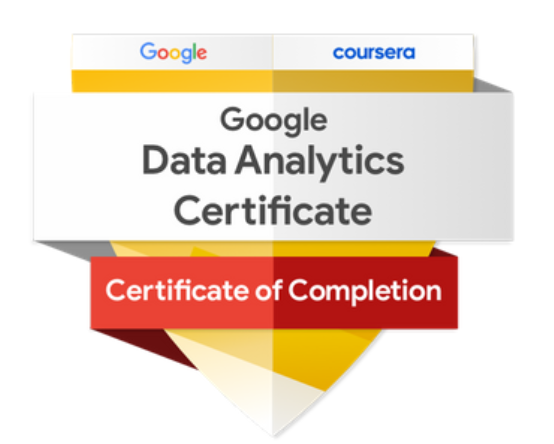 Google coursera
Google
Data Analytics
Certificate
Certificate of Completion